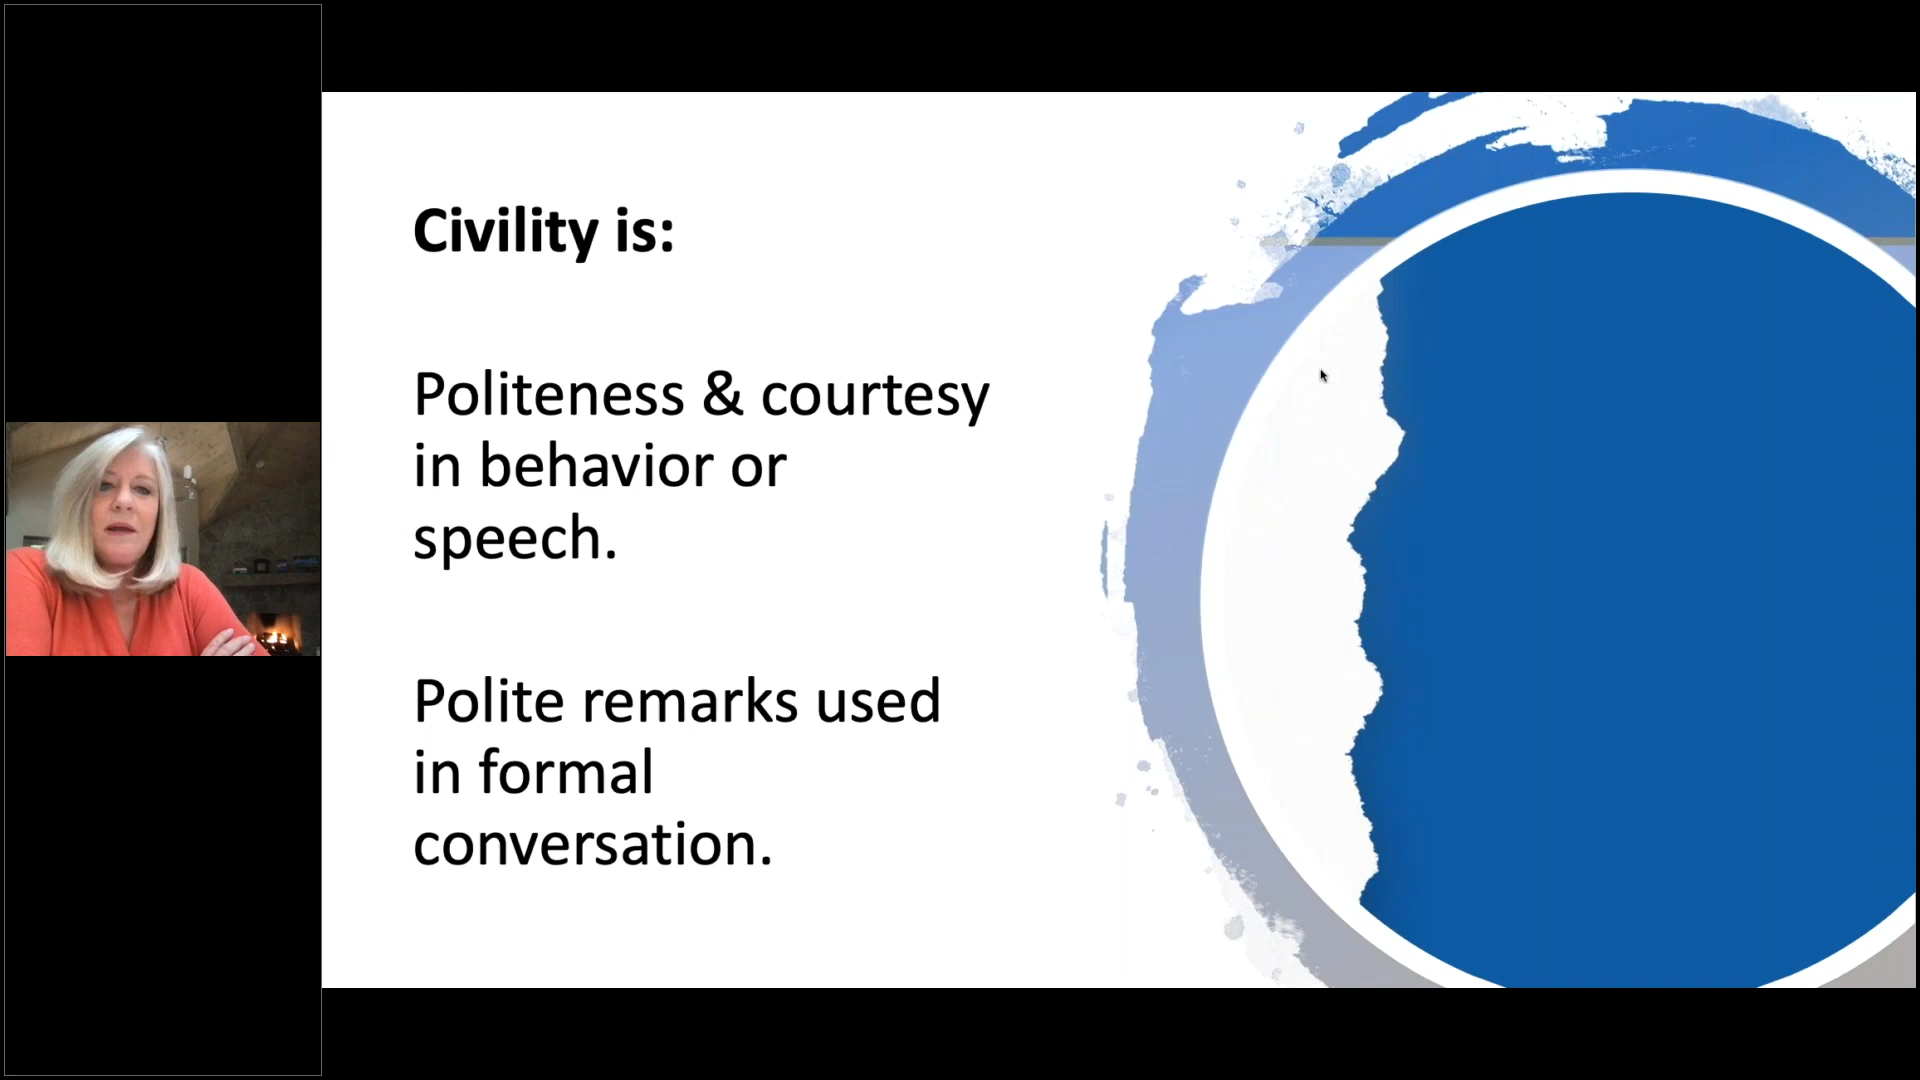 Civility is:
Politeness & courtesy
in behavior or
speech.
Polite remarks used
in formal
conversation.